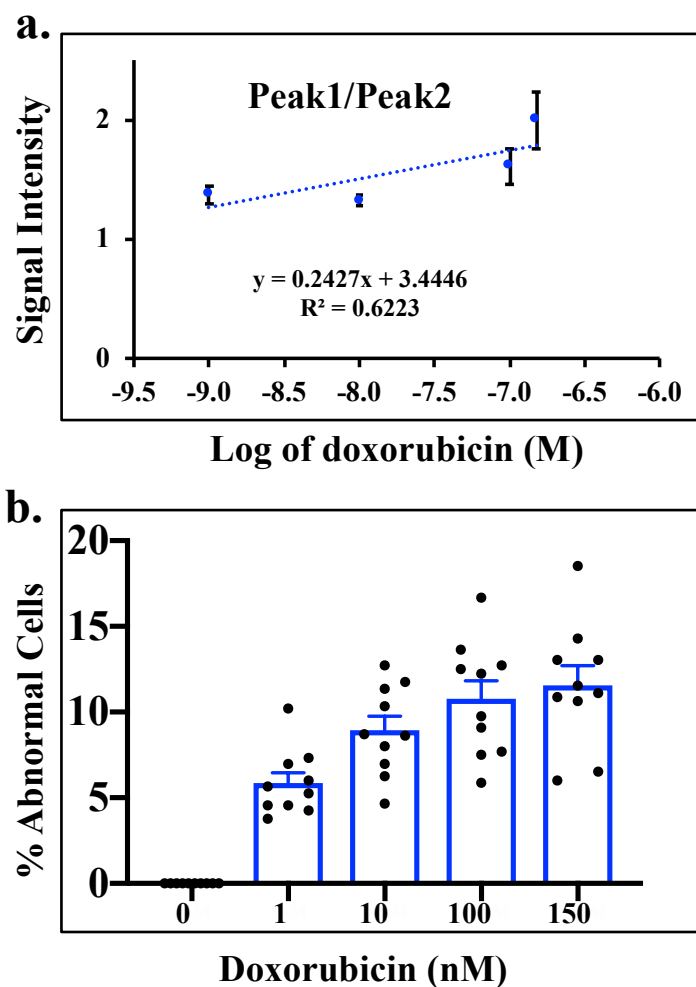 a.
Peak1/Peak2
Signal Intensity
2
1
0
y = 0.2427x + 3.4446
R² = 0.6223
-9.5 -9.0 -8.5 -8.0 -7.5 -7.0 -6.5 -6.0
Log of doxorubicin (M)
b.
% Abnormal Cells
20
15
10
5
0
0 1 10 100 150
Doxorubicin (nM)